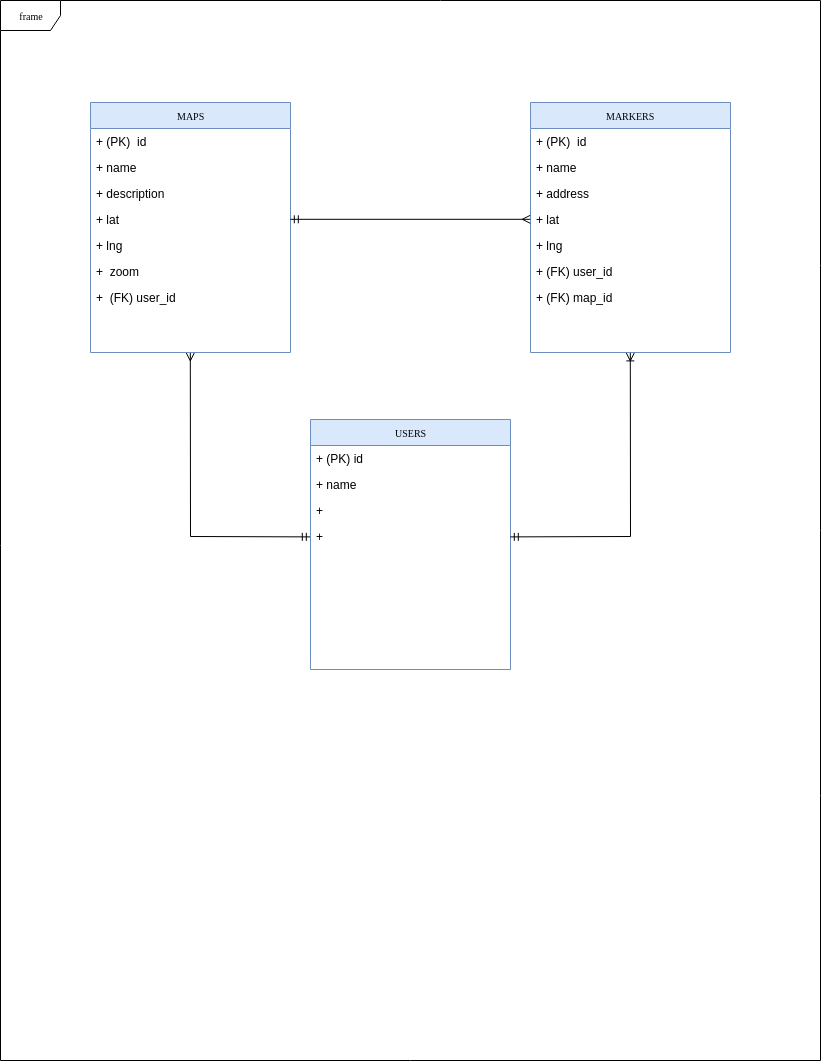 frame
MAPS
+ (PK)  id
+ name
+ description
+ lat
+ lng
+  zoom
+  (FK) user_id
MARKERS
+ (PK)  id
+ name
+ address
+ lat
+ lng
+ (FK) user_id
+ (FK) map_id
USERS
+ (PK) id
+ name
+
+